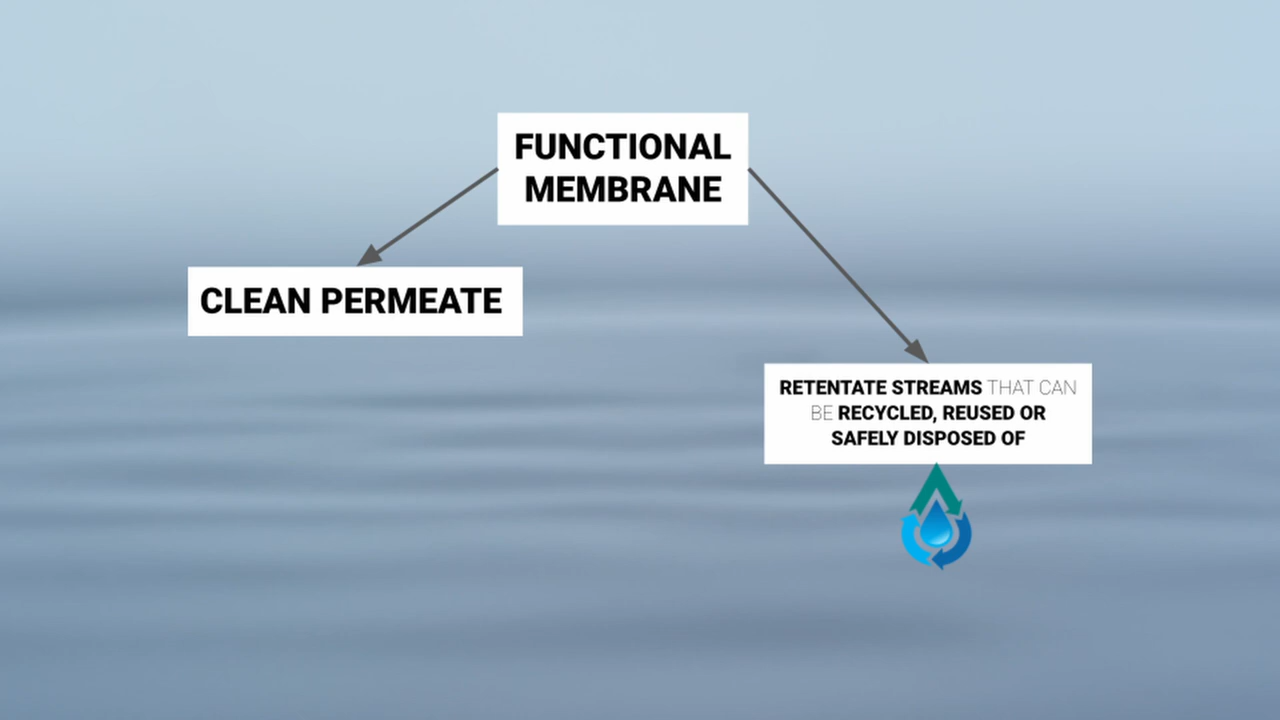 FUNCTIONAL
MEMBRANE
CLEAN PERMEATE
RETENTATE STREAMS THAT CAN
BE RECYCLED, REUSED OR
SAFELY DISPOSED OF